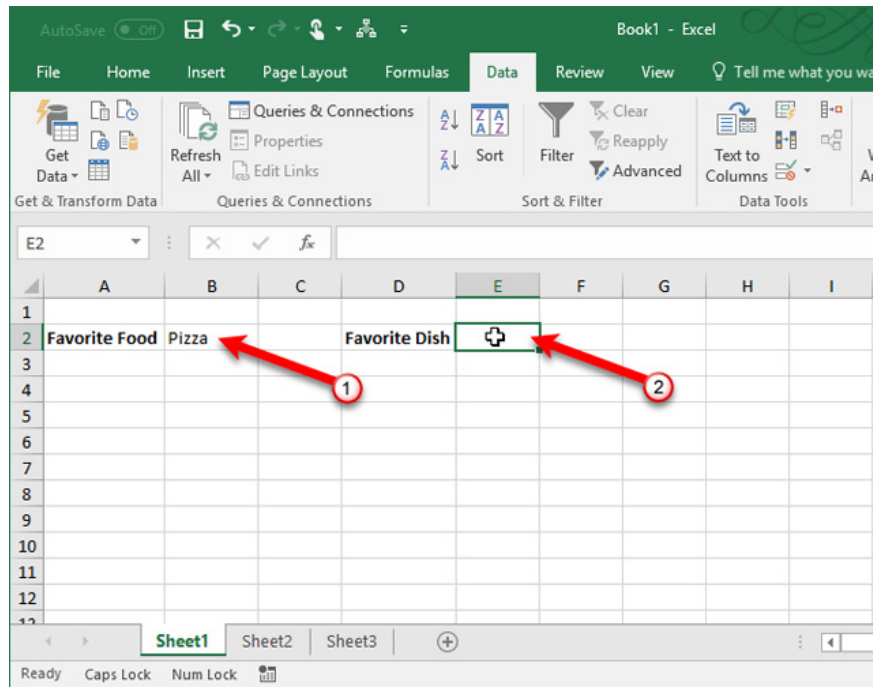 AutoSave Off Book1 - Excel
File Home Insert Page Layout Formulas Data Review View Tell me what you wa
Get Data
Refresh All
Queries & Connections
Properties
Edit Links
Sort
Filter
Clear
Reapply
Advanced
Text to Columns
Get & Transform Data Queries & Connections Sort & Filter Data Tools
E2 fx
A B C D E F G H I
1
2 Favorite Food Pizza Favorite Dish
3
4 1 2
5
6
7
8
9
10
11
12
13
Sheet1 Sheet2 Sheet3
Ready Caps Lock Num Lock